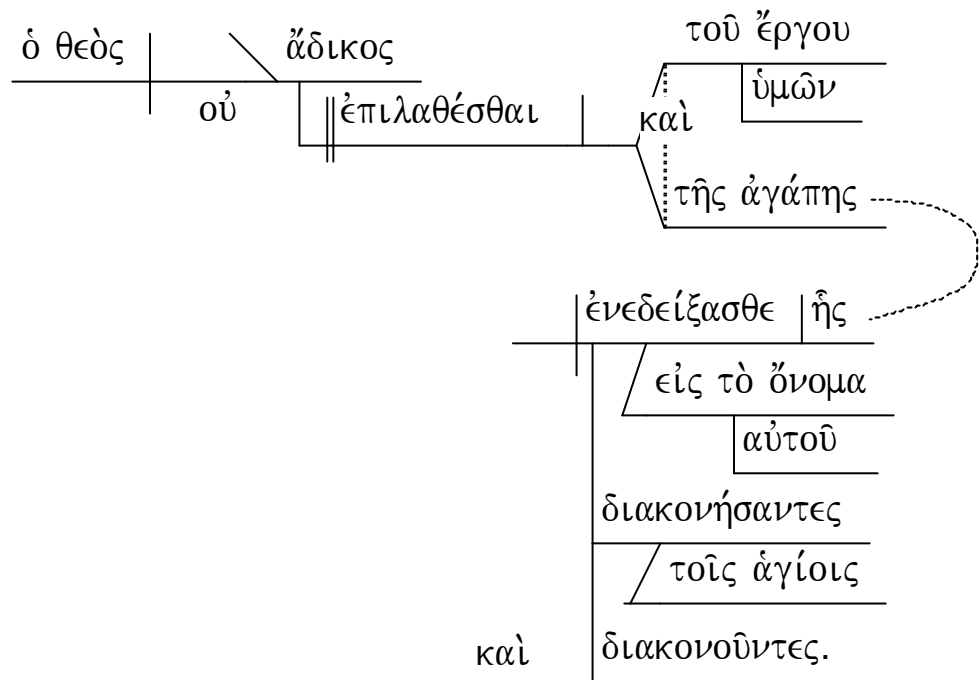 ὁ θεὸς ἄδικος
οὐ
ἐπιλαθέσθαι
τοῦ ἔργου
ὑμῶν
καὶ
τῆς ἀγάπης
ἐνεδείξασθε ἧς
εἰς τὸ ὄνομα
αὐτοῦ
διακονήσαντες
τοῖς ἁγίοις
καὶ διακονοῦντες.